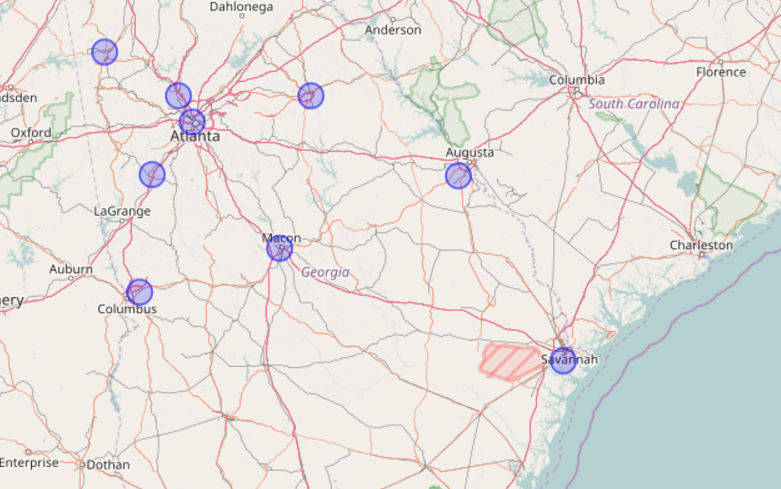 Dahlonega
Anderson
Columbia
Florence
dsden
South Carolina
Oxford
Atlanta
Augusta
LaGrange
Macon
Charleston
Georgia
Auburn
ery
Columbus
Savannah
Enterprise
Dothan